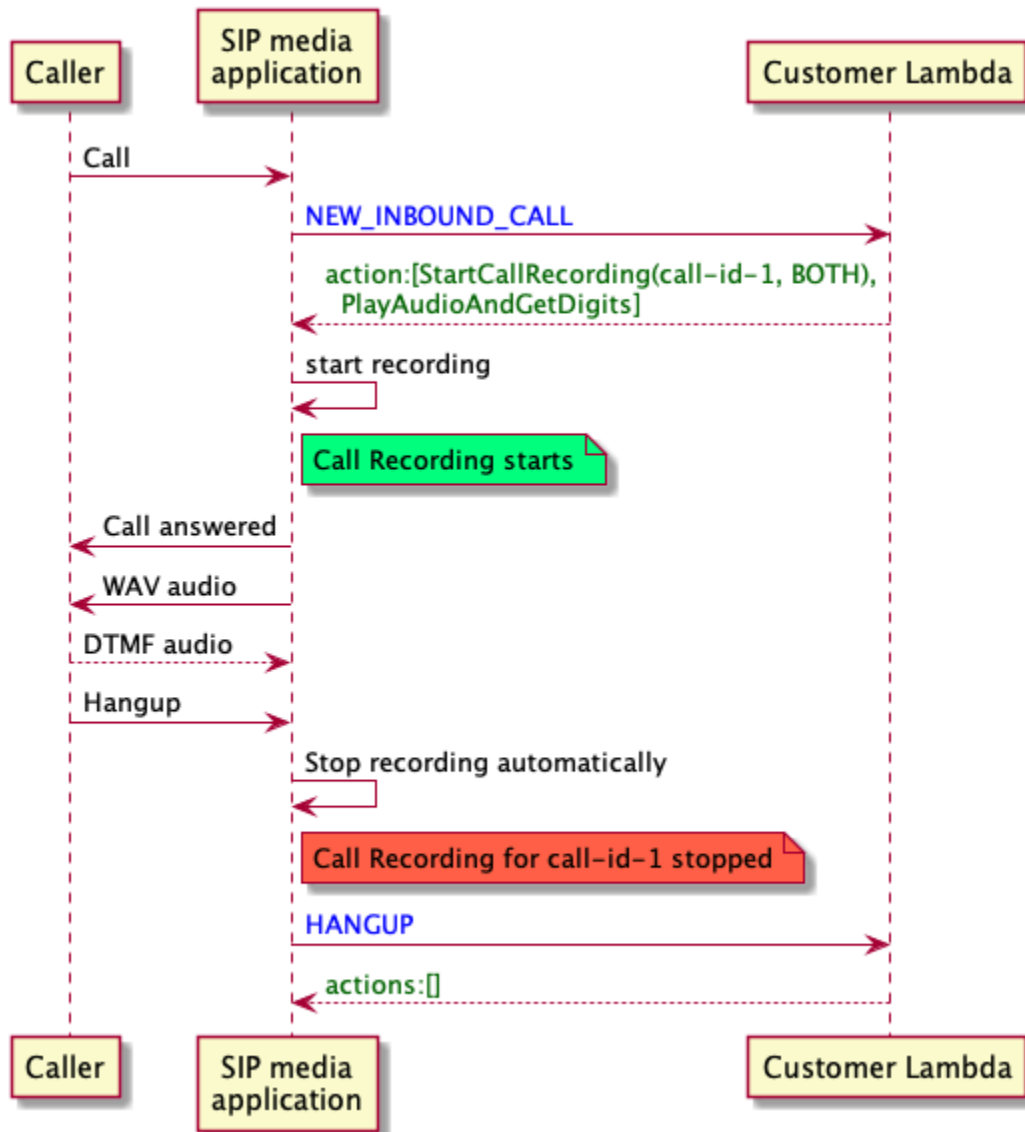 Caller
SIP media
application
Customer Lambda
Call
NEW_INBOUND_CALL
action:[StartCallRecording(call-id-1, BOTH),
PlayAudioAndGetDigits]
start recording
Call Recording starts
Call answered
WAV audio
DTMF audio
Hangup
Stop recording automatically
Call Recording for call-id-1 stopped
HANGUP
actions:[]
Caller
SIP media
application
Customer Lambda